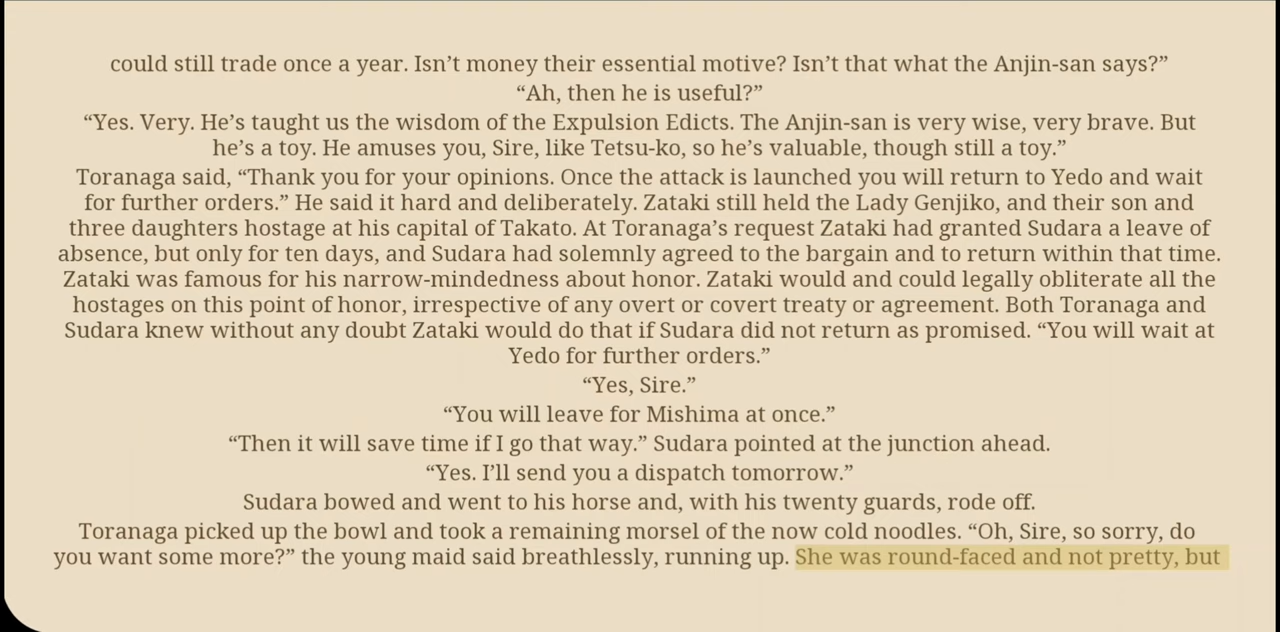 could still trade once a year. Isn’t money their essential motive? Isn’t that what the Anjin-san says?”
“Ah, then he is useful?”
“Yes. Very. He’s taught us the wisdom of the Expulsion Edicts. The Anjin-san is very wise, very brave. But
he’s a toy. He amuses you, Sire, like Tetsu-ko, so he’s valuable, though still a toy.”
Toranaga said, “Thank you for your opinions. Once the attack is launched you will return to Yedo and wait
for further orders.” He said it hard and deliberately. Zataki still held the Lady Genjiko, and their son and
three daughters hostage at his capital of Takato. At Toranaga’s request Zataki had granted Sudara a leave of
absence, but only for ten days, and Sudara had solemnly agreed to the bargain and to return within that time.
Zataki was famous for his narrow-mindedness about honor. Zataki would and could legally obliterate all the
hostages on this point of honor, irrespective of any overt or covert treaty or agreement. Both Toranaga and
Sudara knew without any doubt Zataki would do that if Sudara did not return as promised. “You will wait at
Yedo for further orders.”
“Yes, Sire.”
“You will leave for Mishima at once.”
“Then it will save time if I go that way.” Sudara pointed at the junction ahead.
“Yes. I’ll send you a dispatch tomorrow.”
Sudara bowed and went to his horse and, with his twenty guards, rode off.
Toranaga picked up the bowl and took a remaining morsel of the now cold noodles. “Oh, Sire, so sorry, do
you want some more?” the young maid said breathlessly, running up. She was round-faced and not pretty, but